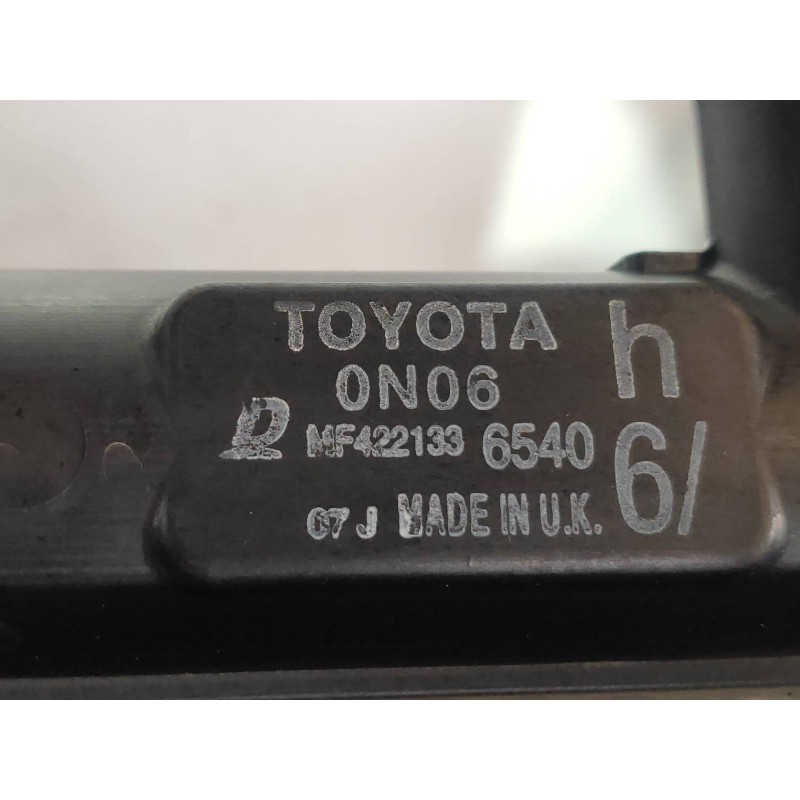 TOYOTA
0N06
h
D MF422133 6540
6/
07 J MADE IN U.K.